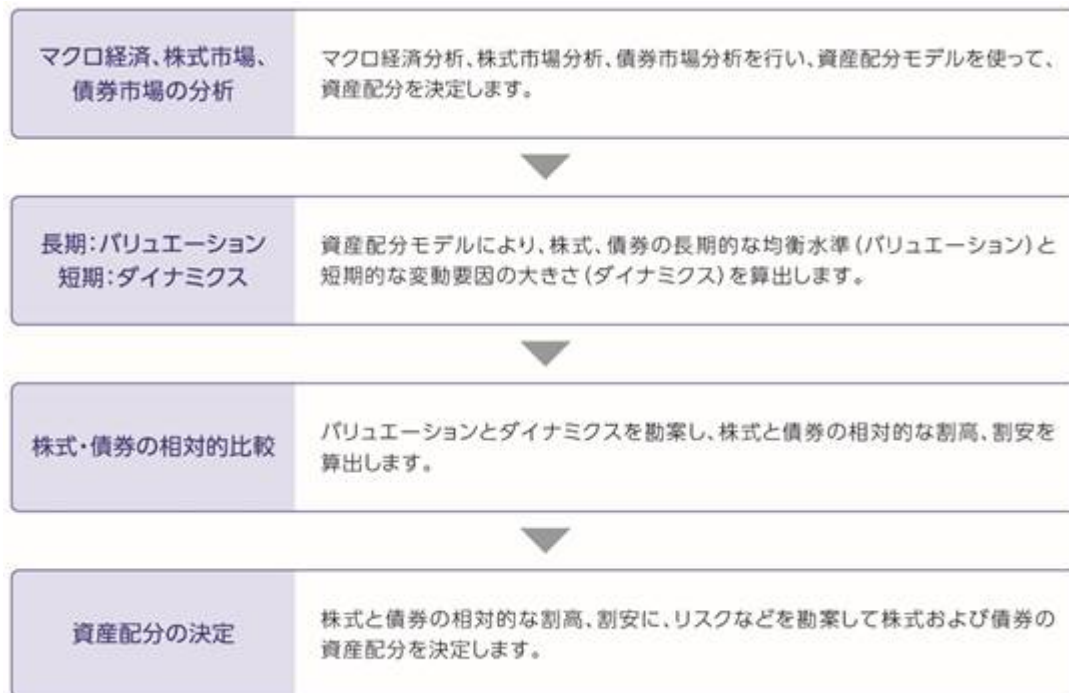 マクロ経済、株式市場、
債券市場の分析
マクロ経済分析、株式市場分析、債券市場分析を行い、資産配分モデルを使って、
資産配分を決定します。
長期:バリュエーション
短期:ダイナミクス
資産配分モデルにより、株式、債券の長期的な均衡水準(バリュエーション)と
短期的な変動要因の大きさ(ダイナミクス)を算出します。
株式・債券の相対的比較
バリュエーションとダイナミクスを勘案し、株式と債券の相対的な割高、割安を
算出します。
資産配分の決定
株式と債券の相対的な割高、割安に、リスクなどを勘案して株式および債券の
資産配分を決定します。